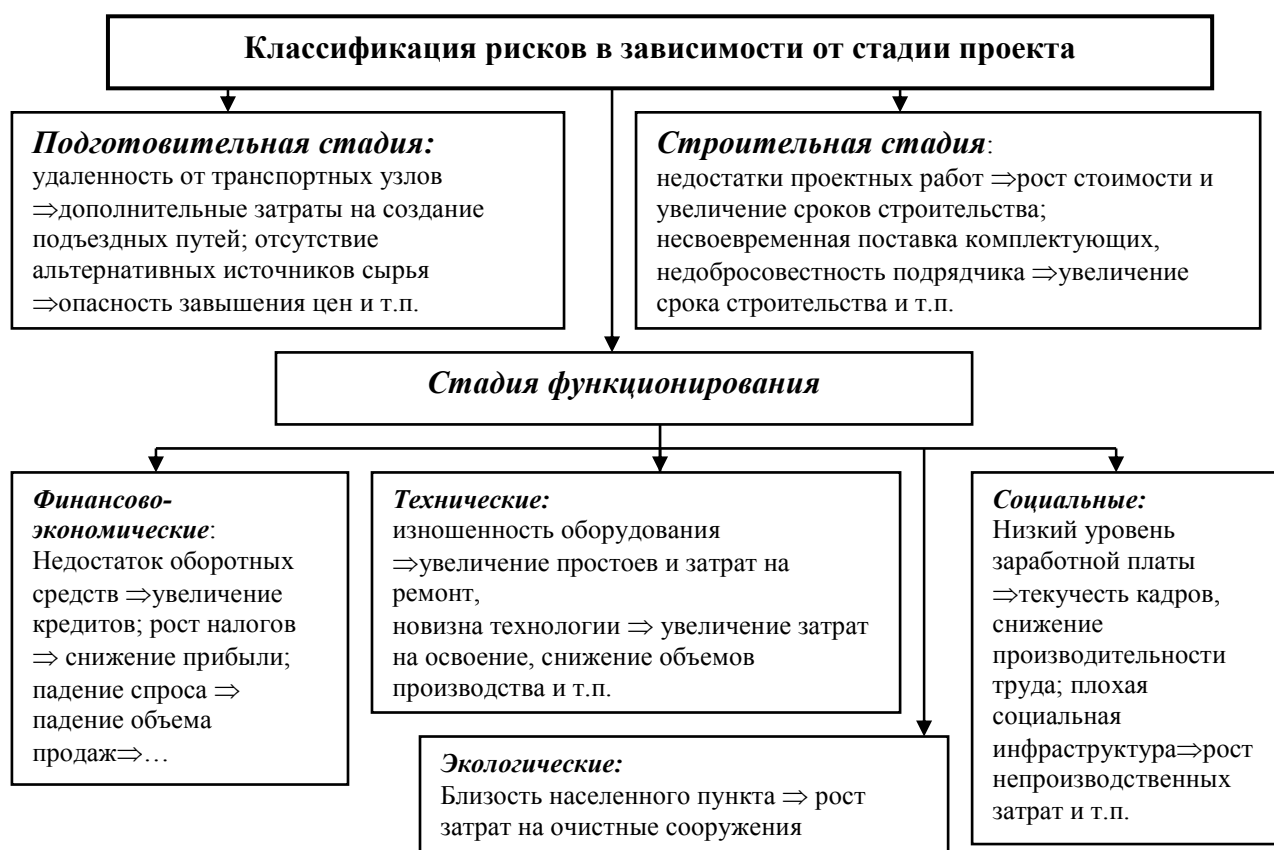 Классификация рисков в зависимости от стадии проекта
Подготовительная стадия:
удаленность от транспортных узлов
⇒дополнительные затраты на создание
подъездных путей; отсутствие
альтернативных источников сырья
⇒опасность завышения цен и т.п.
Строительная стадия:
недостатки проектных работ ⇒рост стоимости и
увеличение сроков строительства;
несвоевременная поставка комплектующих,
недобросовестность подрядчика ⇒увеличение
срока строительства и т.п.
Стадия функционирования
Финансово-
экономические:
Недостаток оборотных
средств ⇒увеличение
кредитов; рост налогов
⇒ снижение прибыли;
падение спроса ⇒
падение объема
продаж⇒…
Технические:
изношенность оборудования
⇒увеличение простоев и затрат на
ремонт,
новизна технологии ⇒ увеличение затрат
на освоение, снижение объемов
производства и т.п.
Экологические:
Близость населенного пункта ⇒ рост
затрат на очистные сооружения
Социальные:
Низкий уровень
заработной платы
⇒текучесть кадров,
снижение
производительности
труда; плохая
социальная
инфраструктура⇒рост
непроизводственных
затрат и т.п.